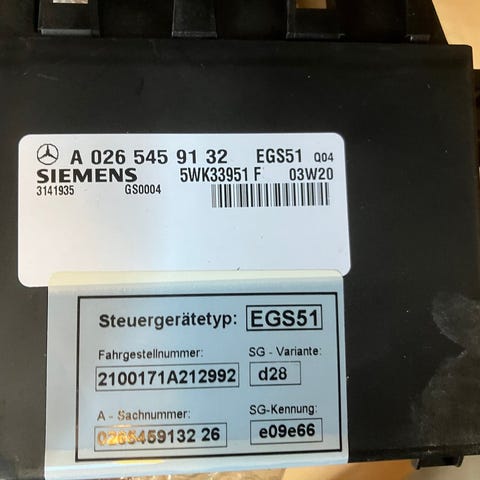 A 026 545 91 32 EGS51 Q04
SIEMENS 5WK33951 F 03W20
3141935 GS0004
Steuergerätetyp: EGS51
Fahrgestellnummer: SG - Variante:
2100171A212992 d28
A - Sachnummer: SG-Kennung:
0265459132 26 e09e66